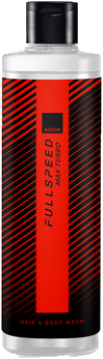 AVON
FULLSPEED
MAX TURBO
HAIR & BODY WASH